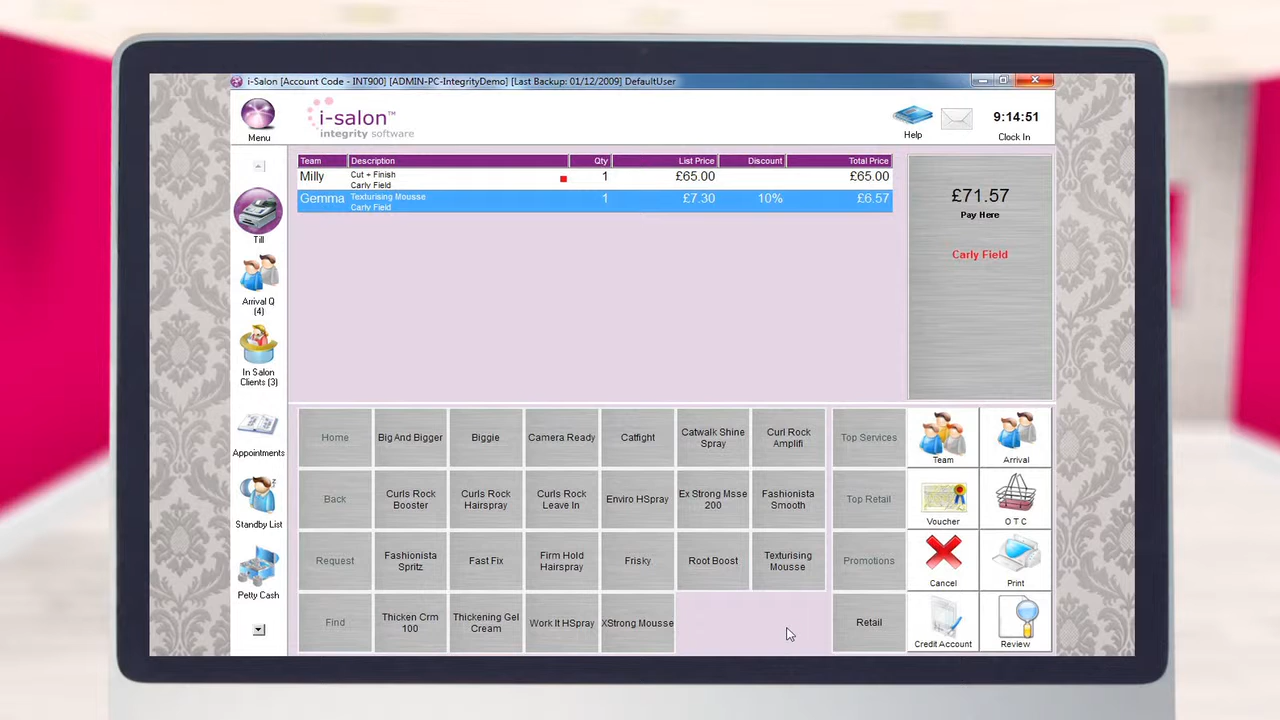 i-Salon [Account Code - INT900] [ADMIN-PC-IntegrityDemo] [Last Backup: 01/12/2009] DefaultUser
Menu
i-salon™
integrity software
Help
9:14:51
Clock In
Team Description Qty List Price Discount Total Price
Milly Cut + Finish 1 £65.00 £65.00
Carly Field
Gemma Texturising Mousse 1 £7.30 10% £6.57
Carly Field
£71.57
Pay Here
Carly Field
Till
Arrival Q
(4)
In Salon
Clients (3)
Appointments
Standby List
Petty Cash
Home
Big And Bigger
Biggie
Camera Ready
Catfight
Catwalk Shine
Spray
Curl Rock
Amplifi
Top Services
Team
Arrival
Back
Curls Rock
Booster
Curls Rock
Hairspray
Curls Rock
Leave In
Enviro HSpray
Ex Strong Msse
200
Fashionista
Smooth
Top Retail
Voucher
O T C
Request
Fashionista
Spritz
Fast Fix
Firm Hold
Hairspray
Frisky
Root Boost
Texturising
Mousse
Promotions
Cancel
Print
Find
Thicken Crm
100
Thickening Gel
Cream
Work It HSpray
XStrong Mousse
Retail
Credit Account
Review